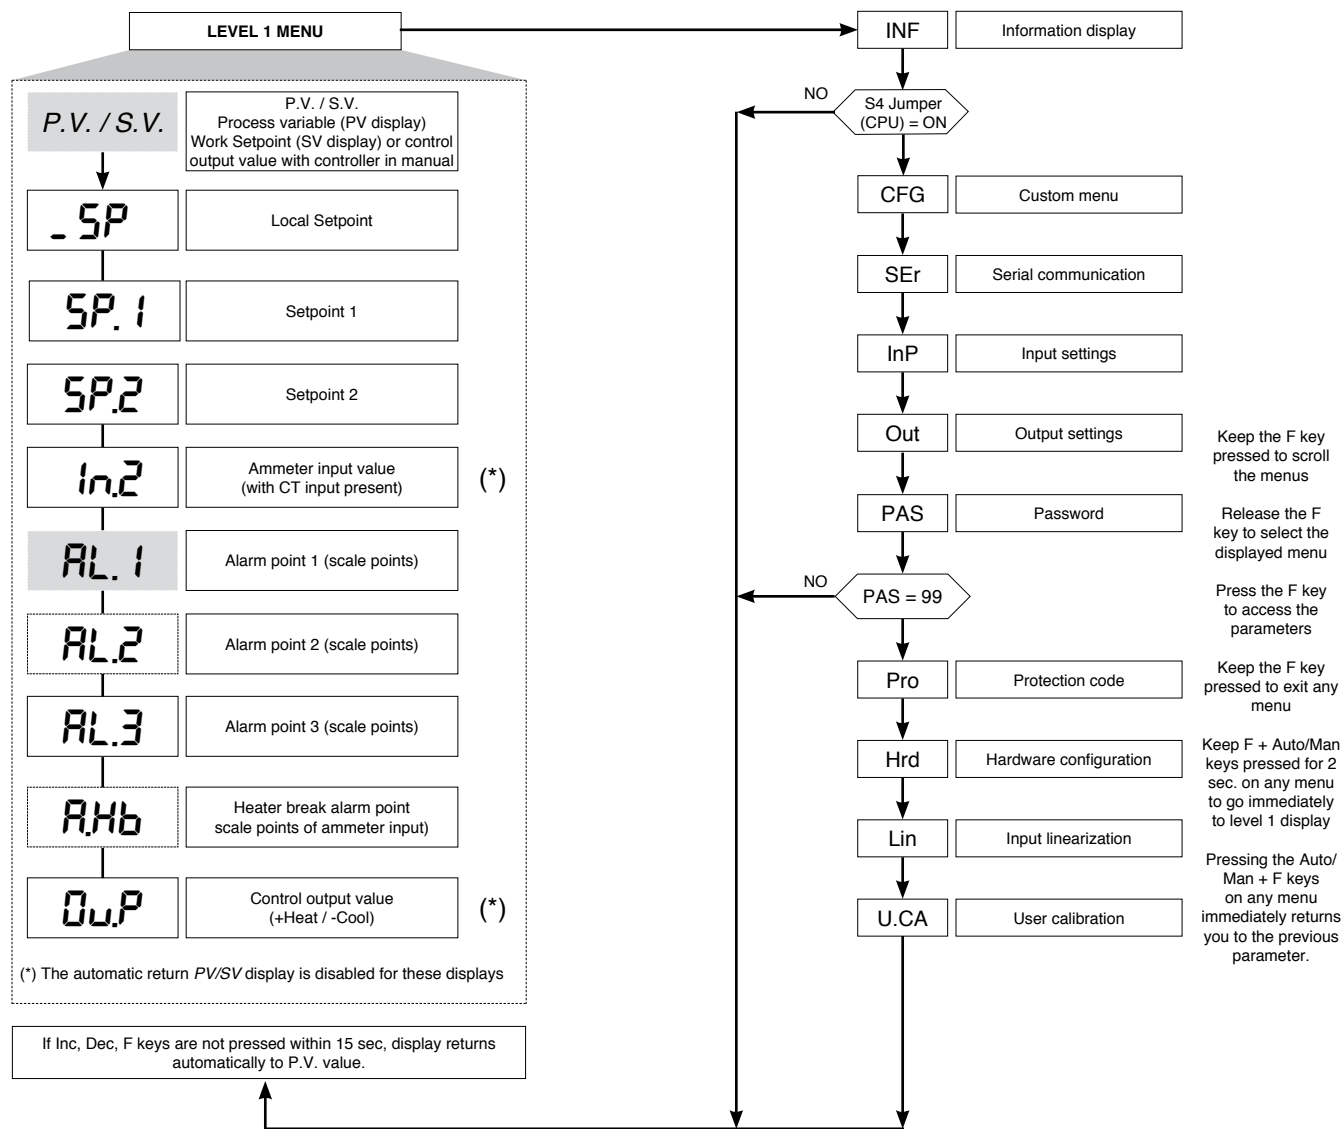 LEVEL 1 MENU
P.V. / S.V.
P.V. / S.V.
Process variable (PV display)
Work Setpoint (SV display) or control
output value with controller in manual
_ SP
Local Setpoint
SP.1
Setpoint 1
SP.2
Setpoint 2
In.2
Ammeter input value
(with CT input present)
(*)
AL.1
Alarm point 1 (scale points)
AL.2
Alarm point 2 (scale points)
AL.3
Alarm point 3 (scale points)
A.Hb
Heater break alarm point
scale points of ammeter input)
Ou.P
Control output value
(+Heat / -Cool)
(*)
(*) The automatic return PV/SV display is disabled for these displays
If Inc, Dec, F keys are not pressed within 15 sec, display returns
automatically to P.V. value.
INF
Information display
NO
S4 Jumper
(CPU) = ON
CFG
Custom menu
SEr
Serial communication
InP
Input settings
Out
Output settings
PAS
Password
NO
PAS = 99
Pro
Protection code
Hrd
Hardware configuration
Lin
Input linearization
U.CA
User calibration
Keep the F key
pressed to scroll
the menus
Release the F
key to select the
displayed menu
Press the F key
to access the
parameters
Keep the F key
pressed to exit any
menu
Keep F + Auto/Man
keys pressed for 2
sec. on any menu
to go immediately
to level 1 display
Pressing the Auto/
Man + F keys
on any menu
immediately returns
you to the previous
parameter.